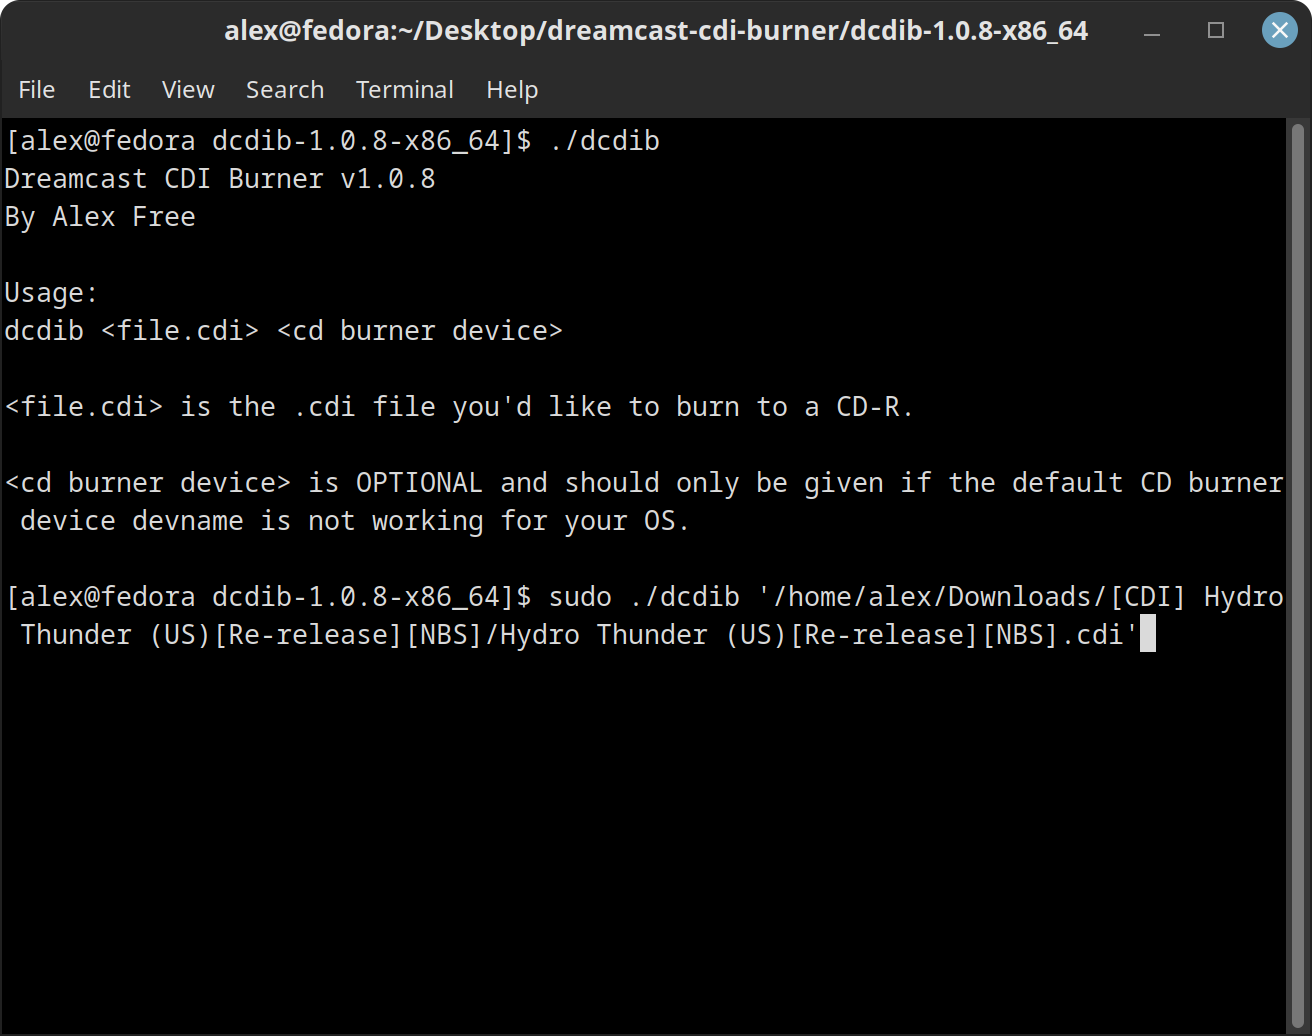 alex@fedora:~/Desktop/dreamcast-cdi-burner/dcdib-1.0.8-x86_64
File Edit View Search Terminal Help
[alex@fedora dcdib-1.0.8-x86_64]$ ./dcdib
Dreamcast CDI Burner v1.0.8
By Alex Free
Usage:
dcdib <file.cdi> <cd burner device>
<file.cdi> is the .cdi file you'd like to burn to a CD-R.
<cd burner device> is OPTIONAL and should only be given if the default CD burner
device devname is not working for your OS.
[alex@fedora dcdib-1.0.8-x86_64]$ sudo ./dcdib '/home/alex/Downloads/[CDI] Hydro
Thunder (US)[Re-release][NBS]/Hydro Thunder (US)[Re-release][NBS].cdi'